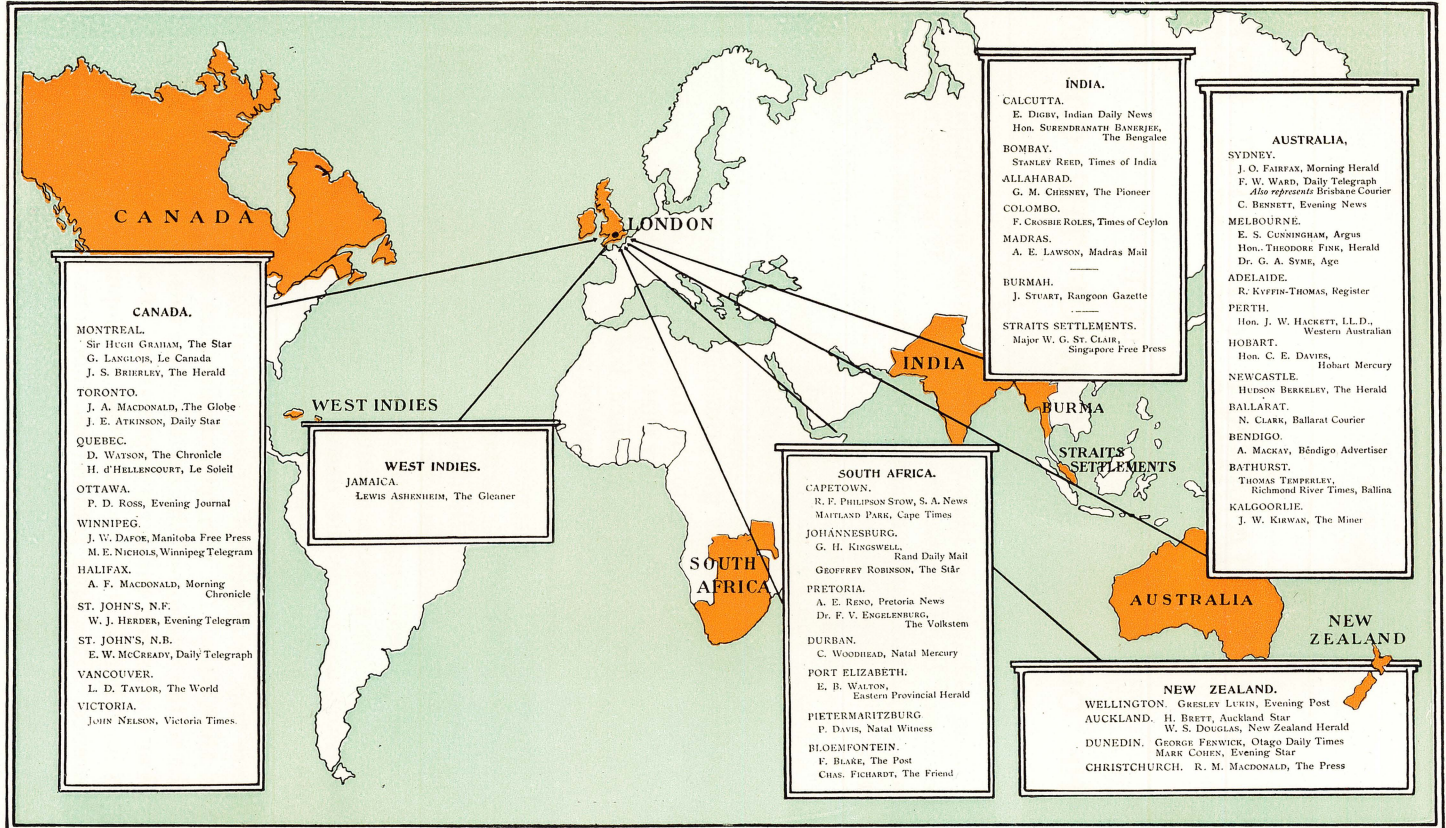 CANADA
LONDON
WEST INDIES
SOUTH
AFRICA
INDIA
BURMA
STRAITS
SETTLEMENTS
AUSTRALIA
NEW
ZEALAND
CANADA.
MONTREAL.
Sir HUGH GRAHAM, The Star
G. LANGLOIS, Le Canada
J. S. BRIERLEY, The Herald
TORONTO.
J. A. MACDONALD, The Globe
J. E. ATKINSON, Daily Star
QUEBEC.
D. WATSON, The Chronicle
H. d'HELLENCOURT, Le Soleil
OTTAWA.
P. D. ROSS, Evening Journal
WINNIPEG.
J. W. DAFOE, Manitoba Free Press
M. E. NICHOLS, Winnipeg Telegram
HALIFAX.
A. F. MACDONALD, Morning
Chronicle
ST. JOHN'S, N.F.
W. J. HERDER, Evening Telegram
ST. JOHN'S, N.B.
E. W. McCREADY, Daily Telegraph
VANCOUVER.
L. D. TAYLOR, The World
VICTORIA.
JOHN NELSON, Victoria Times.
WEST INDIES.
JAMAICA.
LEWIS ASHENHEIM, The Gleaner
SOUTH AFRICA.
CAPETOWN.
R. F. PHILIPSON STOW, S. A. News
MAITLAND PARK, Cape Times
JOHANNESBURG.
G. H. KINGSWELL,
Rand Daily Mail
GEOFFREY ROBINSON, The Star
PRETORIA.
A. E. RENO, Pretoria News
Dr. F. V. ENGELENBURG,
The Volkstem
DURBAN.
C. WOODHEAD, Natal Mercury
PORT ELIZABETH.
E. B. WALTON,
Eastern Provincial Herald
PIETERMARITZBURG
P. DAVIS, Natal Witness
BLOEMFONTEIN.
F. BLAKE, The Post
CHAS. FICHARDT, The Friend
INDIA.
CALCUTTA.
E. DIGBY, Indian Daily News
Hon. SURENDRANATH BANERJEK,
The Bengalee
BOMBAY.
STANLEY REED, Times of India
ALLAHABAD.
G. M. CHESNEY, The Pioneer
COLOMBO.
F. CROSBIE ROLES, Times of Ceylon
MADRAS.
A. E. LAWSON, Madras Mail
BURMAH.
J. STUART, Rangoon Gazette
STRAITS SETTLEMENTS.
Major W. G. ST. CLAIR,
Singapore Free Press
AUSTRALIA,
SYDNEY.
J. O. FAIRFAX, Morning Herald
F. W. WARD, Daily Telegraph
Also represents Brisbane Courier
C. BENNETT, Evening News
MELBOURNE.
E. S. CUNNINGHAM, Argus
Hon. THEODORE FINK, Herald
Dr. G. A. SYME, Age
ADELAIDE.
R. KYFFIN-THOMAS, Register
PERTH.
Hon. J. W. HACKETT, LL.D.,
Western Australian
HOBART.
Hon. C. E. DAVIES,
Hobart Mercury
NEWCASTLE.
HUDSON BERKELEY, The Herald
BALLARAT.
N. CLARK, Ballarat Courier
BENDIGO.
A. MACKAY, Bendigo Advertiser
BATHURST.
THOMAS TEMPERLEY,
Richmond River Times, Ballina
KALGOORLIE.
J. W. KIRWAN, The Miner
NEW ZEALAND.
WELLINGTON. GRESLEY LUKIN, Evening Post
AUCKLAND. H. BRETT, Auckland Star
W. S. DOUGLAS, New Zealand Herald
DUNEDIN. GEORGE FENWICK, Otago Daily Times
MARK COHEN, Evening Star
CHRISTCHURCH. R. M. MACDONALD, The Press